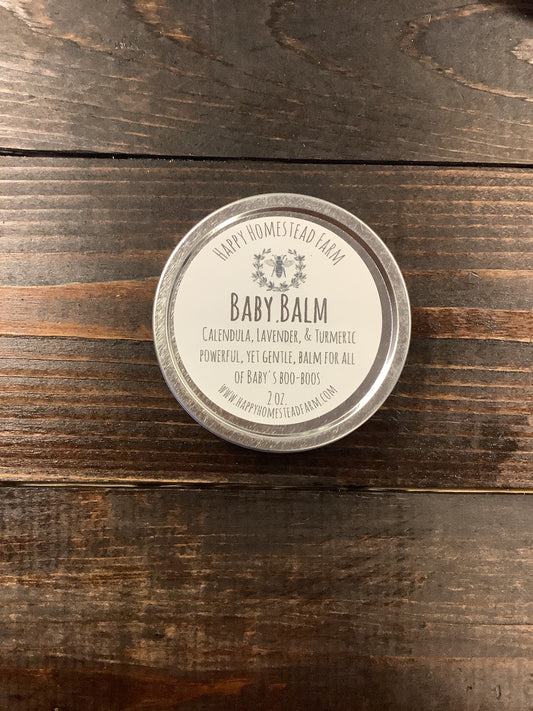 Happy Homestead Farm
Baby Balm
Calendula, Lavender, & Turmeric
powerful, yet gentle, balm for all
of Baby's boo-boos
2 oz.
www.happyhomesteadfarm.com